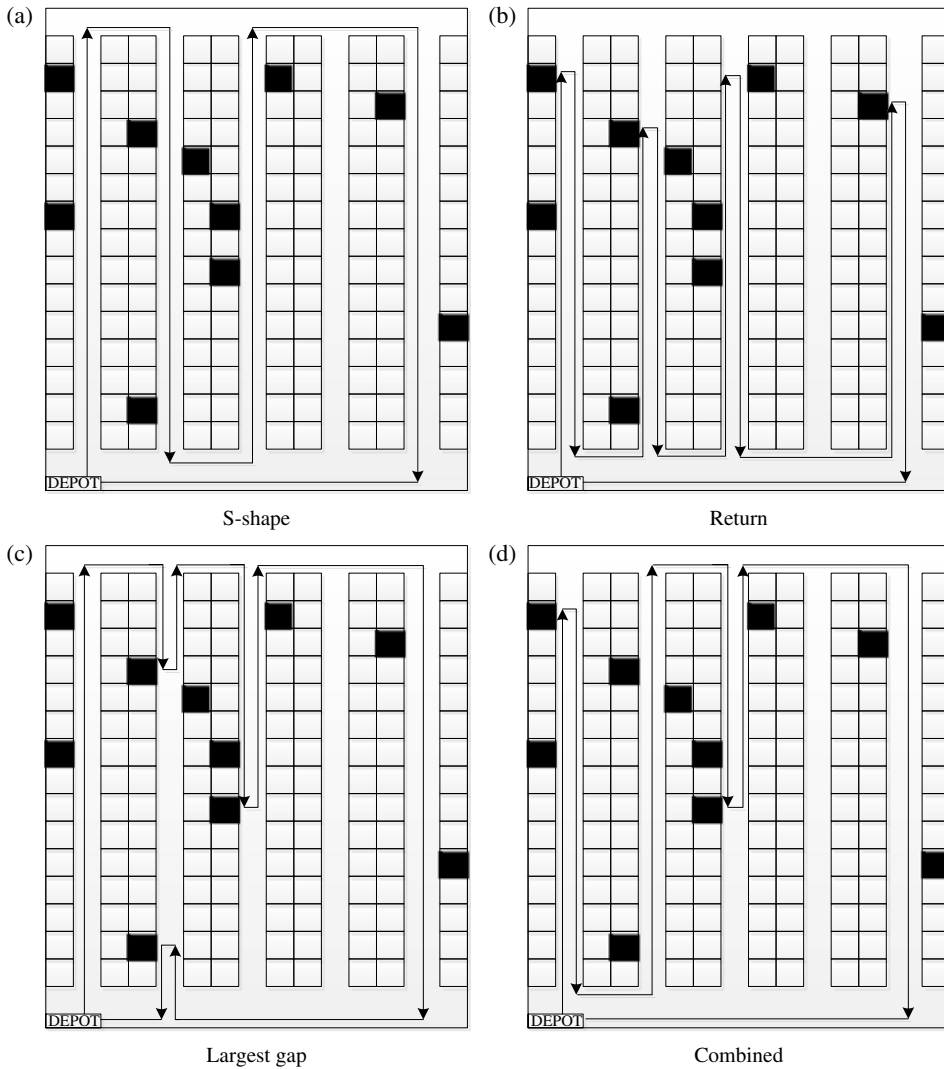 (a)
(b)
DEPOT
DEPOT
S-shape
Return
(c)
(d)
DEPOT
DEPOT
Largest gap
Combined